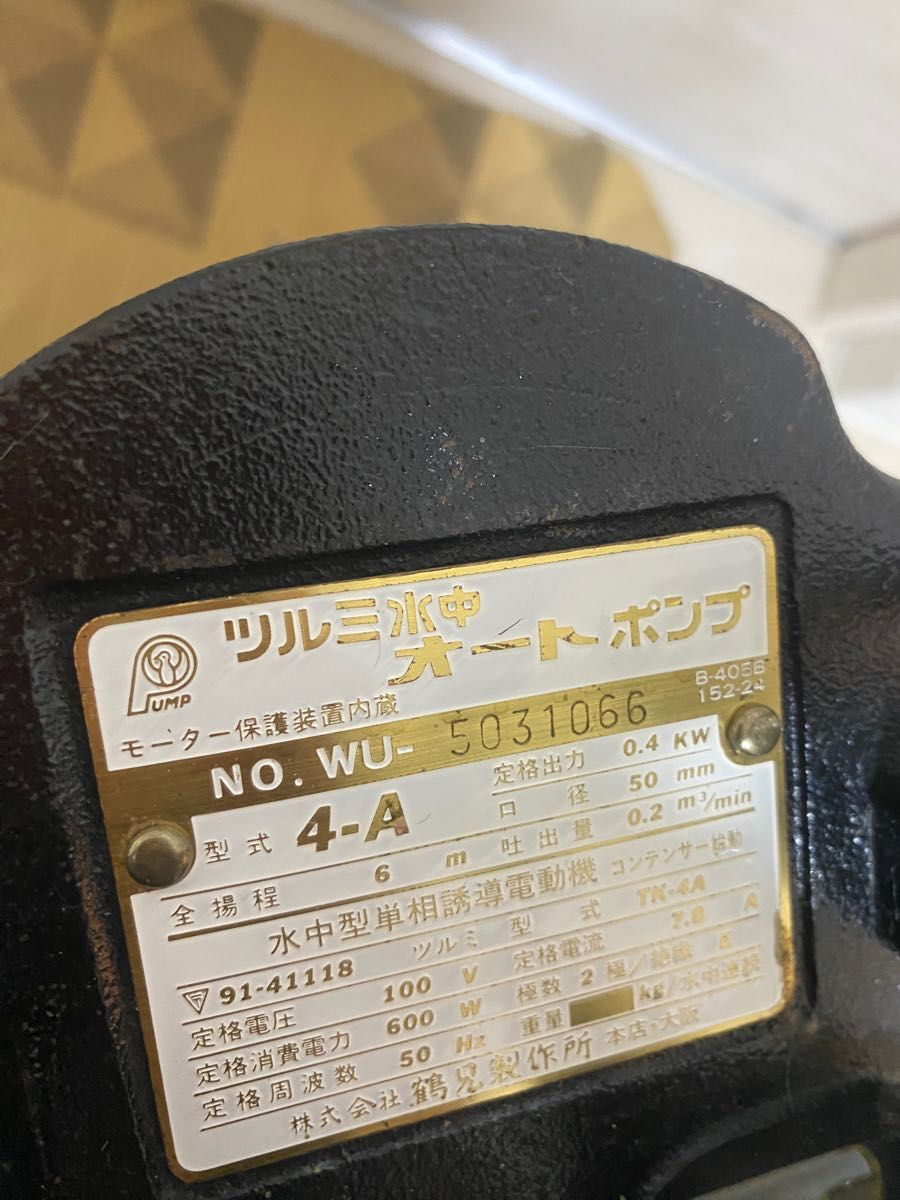 PUMP
ツルミ水中
オートポンプ
B-405B
152-24
モーター保護装置内蔵
NO. WU- 5031066
型式 4-A 定格出力 0.4 KW
口径 50 mm
全揚程 6 m 吐出量 0.2 m³/min
水中型単相誘導電動機 コンデンサー始動
91-41118 ツルミ型式 TK-4A
定格電圧 100 V 定格電流 7.8 A
定格消費電力 600 W 極数 2 極/絶縁 E
定格周波数 50 Hz 重量 kg/水中連続
株式会社 鶴見製作所 本店・大阪